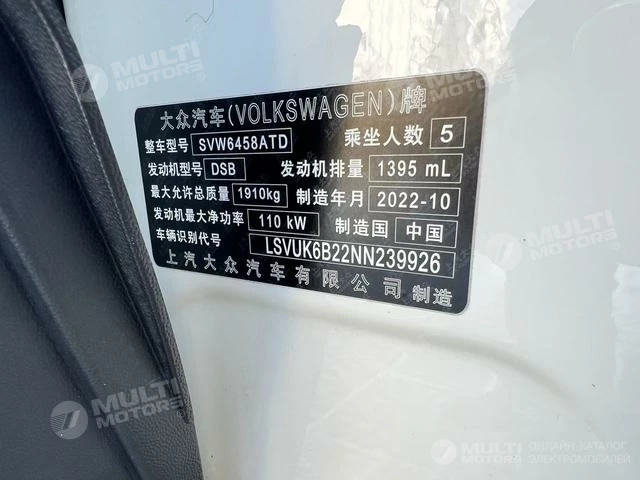 大众汽车(VOLKSWAGEN)牌
整车型号 SVW6458ATD 乘坐人数 5
发动机型号 DSB 发动机排量 1395 mL
最大允许总质量 1910kg 制造年月 2022-10
发动机最大净功率 110 kW 制造国 中国
车辆识别代号 LSVUK6B22NN239926
上汽大众汽车有限公司 制造
MULTI MOTORS
MULTI MOTORS
MULTI MOTORS
MULTI MOTORS
MULTI MOTORS
ОНЛАЙН-КАТАЛОГ
ЭЛЕКТРОМОБИЛЕЙ